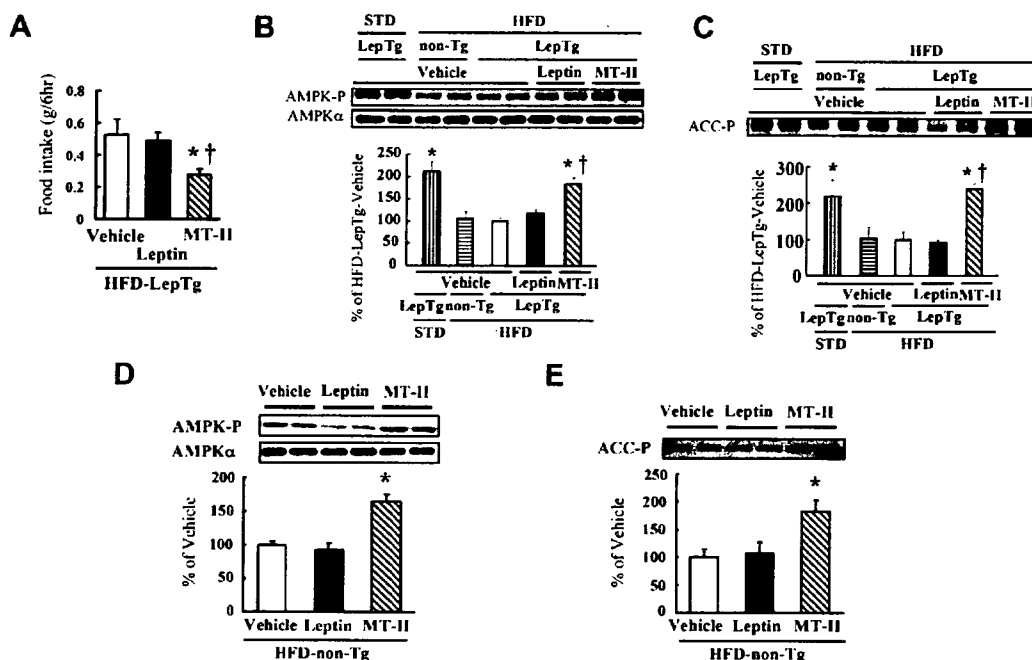 A
Food intake (g/6hr)
0.8
0.6
0.4
0.2
0
* †
Vehicle
MT-II
Leptin
HFD-LepTg
B
STD
HFD
LepTg
non-Tg
LepTg
Vehicle
Leptin
MT-II
AMPK-P
AMPKα
% of HFD-LepTg-Vehicle
250
200
150
100
50
0
*
* †
Vehicle
Leptin
MT-II
LepTg
non-Tg
LepTg
STD
HFD
C
STD
HFD
LepTg
non-Tg
LepTg
Vehicle
Leptin
MT-II
ACC-P
% of HFD-LepTg-Vehicle
300
200
100
0
*
* †
Vehicle
Leptin
MT-II
LepTg
non-Tg
LepTg
STD
HFD
D
Vehicle Leptin MT-II
AMPK-P
AMPKα
% of Vehicle
200
150
100
50
0
*
Vehicle Leptin MT-II
HFD-non-Tg
E
Vehicle Leptin MT-II
ACC-P
% of Vehicle
250
200
150
100
50
0
*
Vehicle Leptin MT-II
HFD-non-Tg